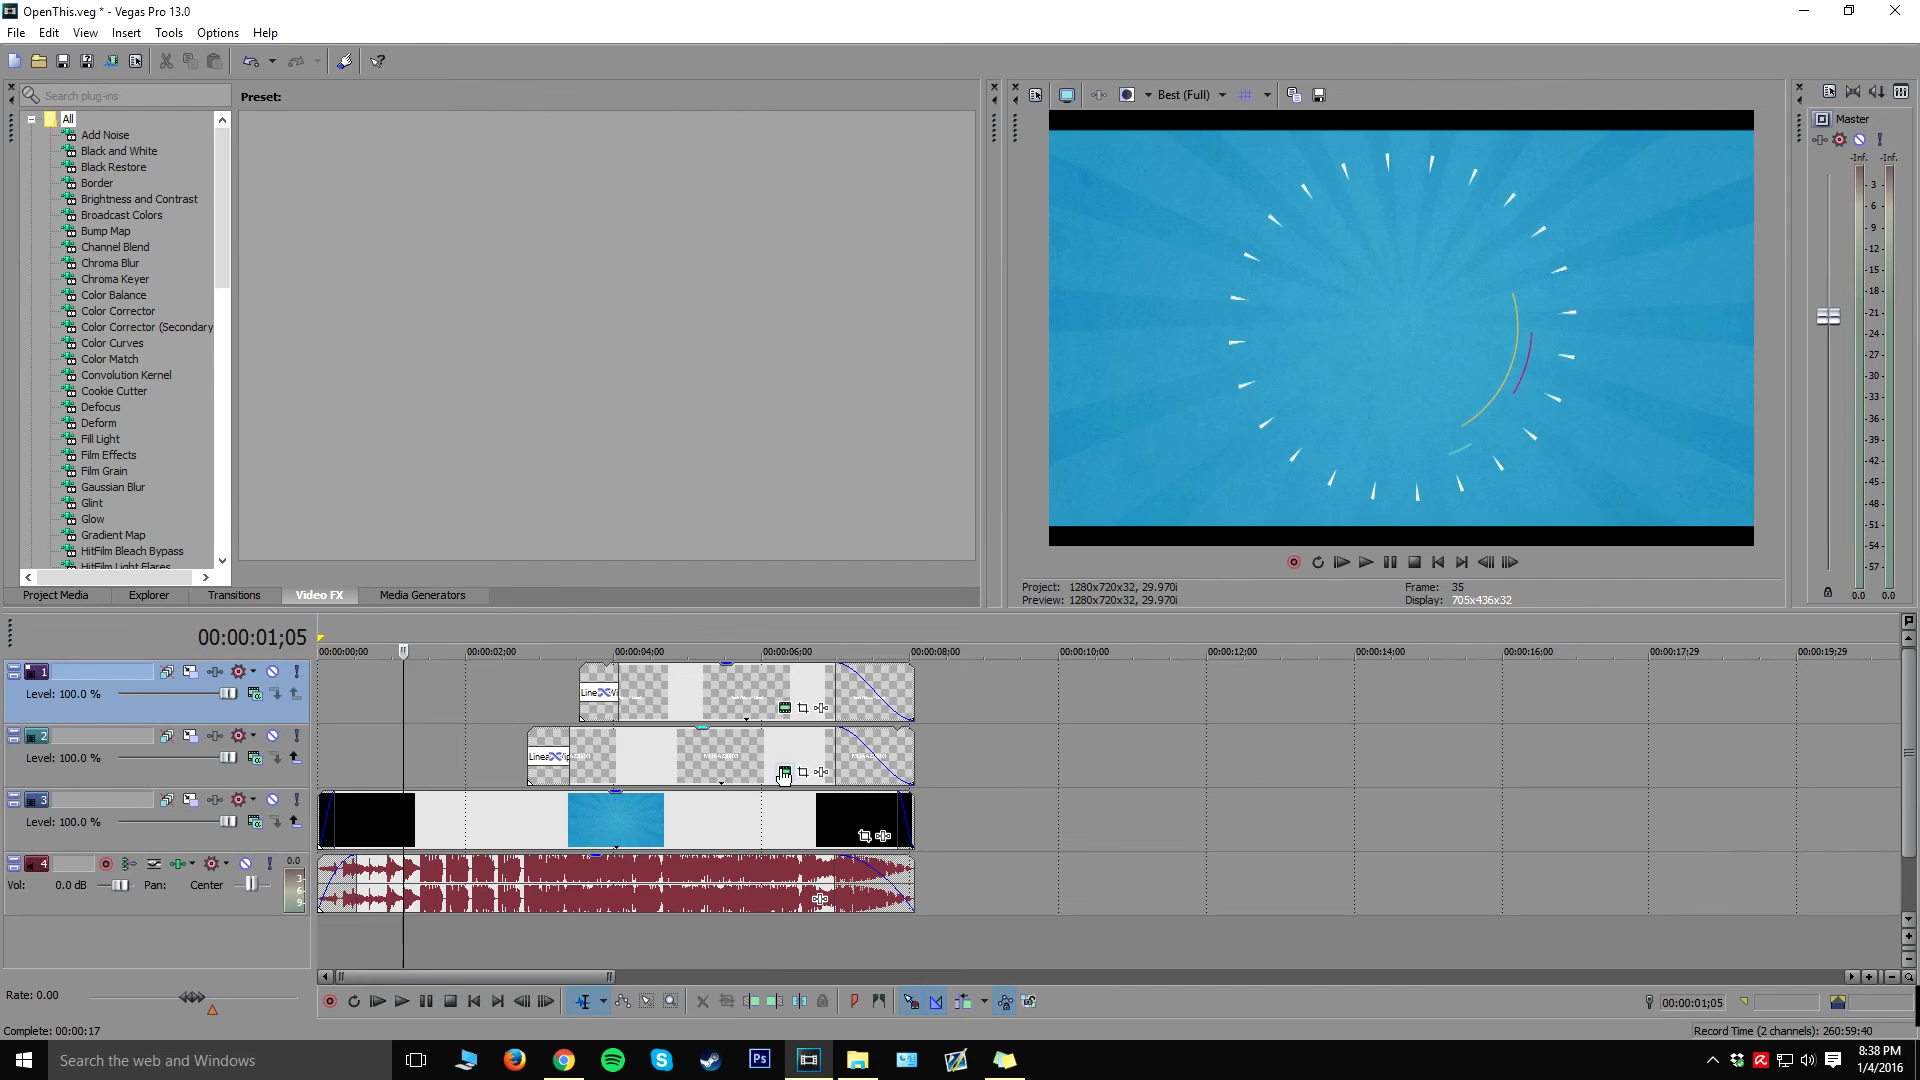 OpenThis.veg * - Vegas Pro 13.0
File Edit View Insert Tools Options Help
Search plug-ins
Preset:
All
Add Noise
Black and White
Black Restore
Border
Brightness and Contrast
Broadcast Colors
Bump Map
Channel Blend
Chroma Blur
Chroma Keyer
Color Balance
Color Corrector
Color Corrector (Secondary
Color Curves
Color Match
Convolution Kernel
Cookie Cutter
Defocus
Deform
Fill Light
Film Effects
Film Grain
Gaussian Blur
Glint
Glow
Gradient Map
HitFilm Bleach Bypass
HitFilm Light Flares
Project Media Explorer Transitions Video FX Media Generators
Best (Full)
Project: 1280x720x32, 29.970i
Preview: 1280x720x32, 29.970i
Frame: 35
Display: 705x436x32
Master
-Inf. -Inf.
3
6
9
12
15
18
21
24
27
30
33
36
39
42
45
48
51
54
57
0.0 0.0
00:00:01;05
00:00:00;00 00:00:02;00 00:00:04;00 00:00:06;00 00:00:08;00 00:00:10;00 00:00:12;00 00:00:14;00 00:00:16;00 00:00:17;29 00:00:19;29
1
Level: 100.0 %
2
Level: 100.0 %
3
Level: 100.0 %
4
0.0
Vol: 0.0 dB Pan: Center
3
6
9
Rate: 0.00
Complete: 00:00:17
00:00:01;05
Record Time (2 channels): 260:59:40
Search the web and Windows
Ps
8:38 PM
1/4/2016